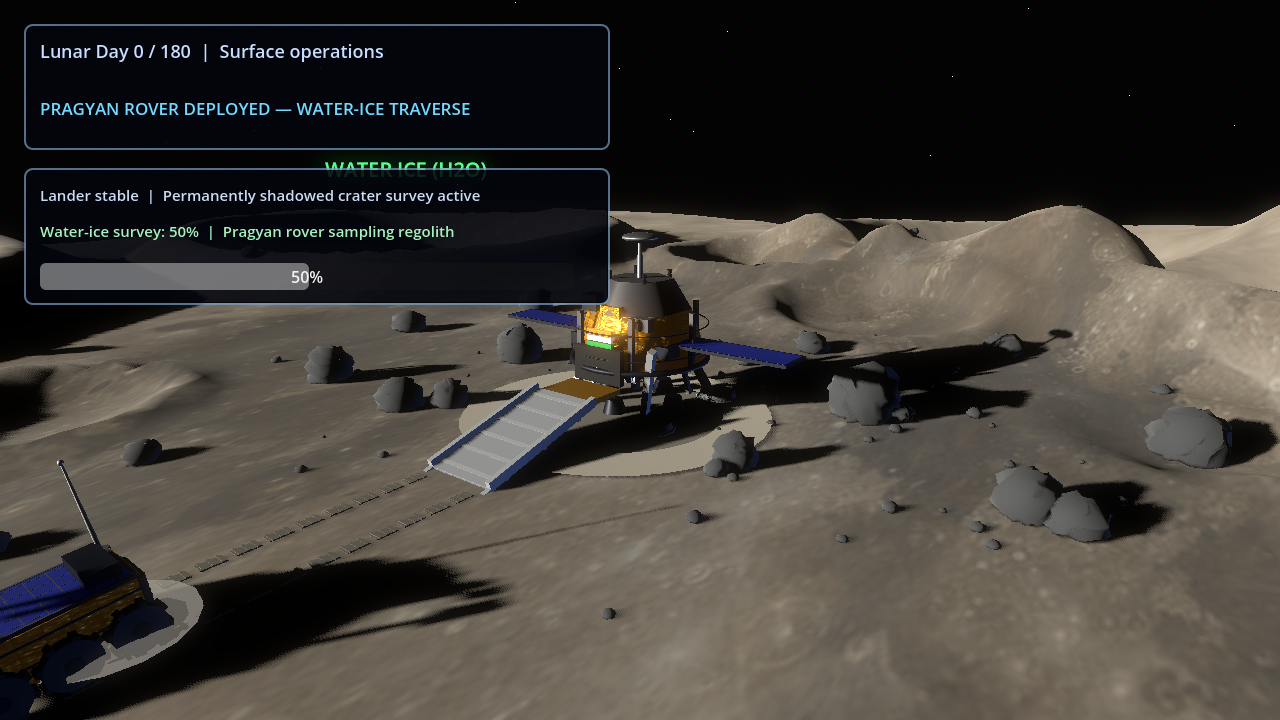 Lunar Day 0 / 180 | Surface operations
PRAGYAN ROVER DEPLOYED — WATER-ICE TRAVERSE
WATER ICE (H2O)
Lander stable | Permanently shadowed crater survey active
Water-ice survey: 50% | Pragyan rover sampling regolith
50%